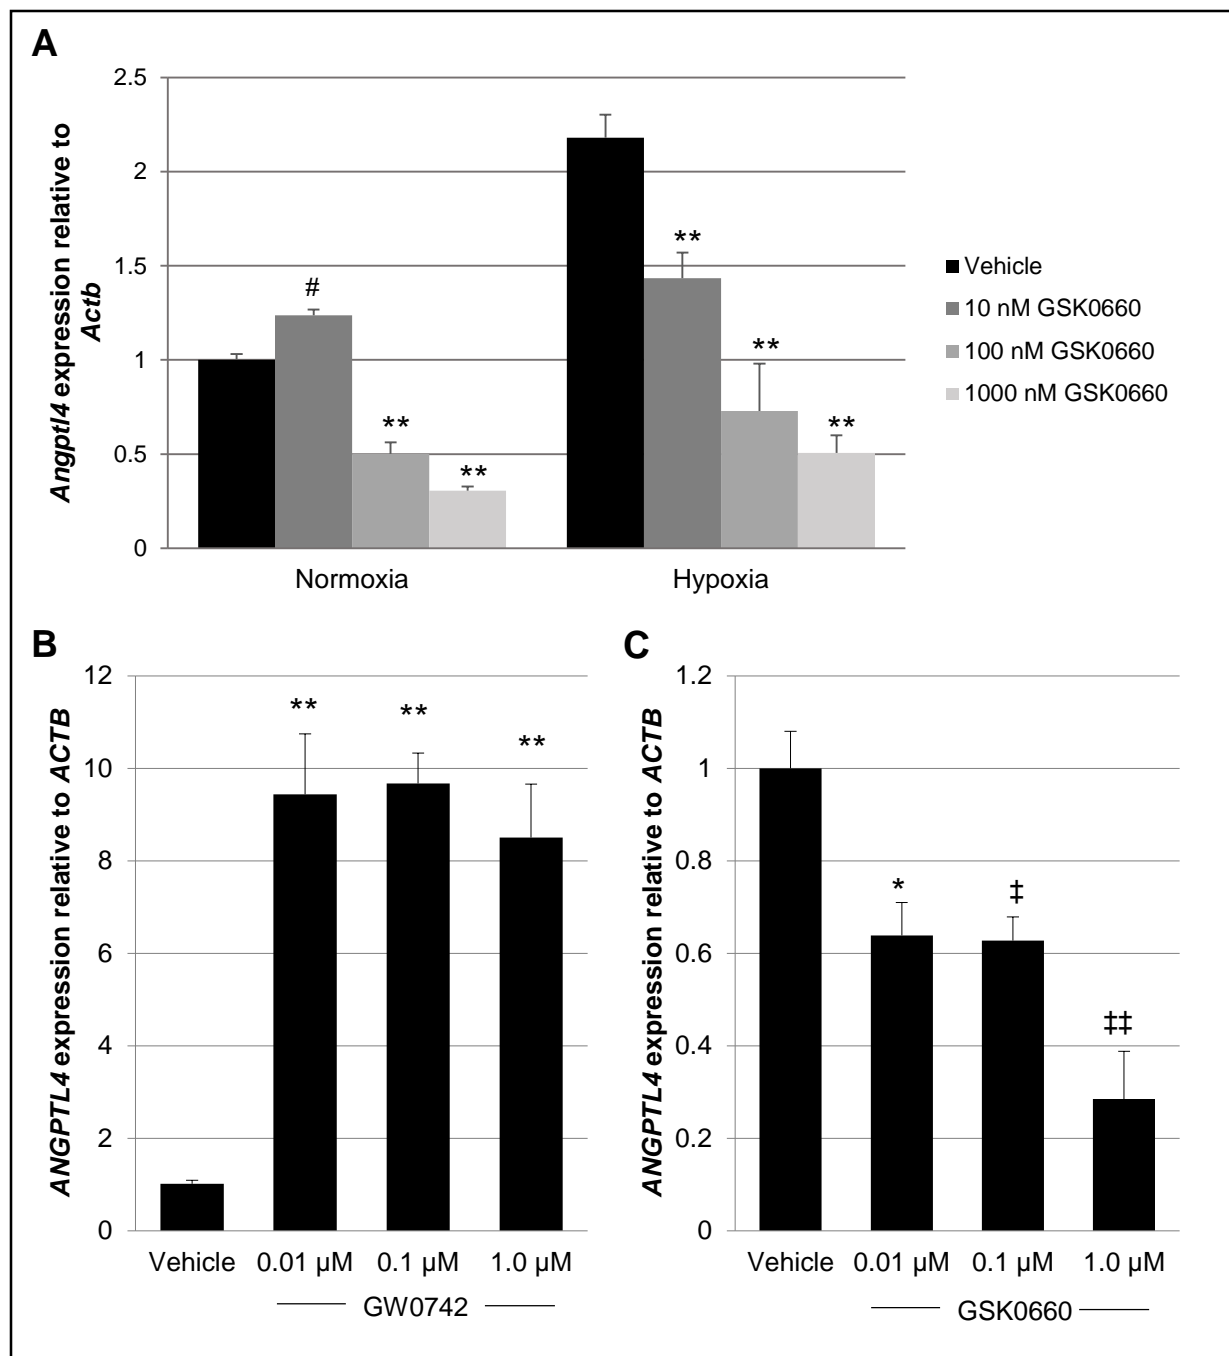 A
Angptl4 expression relative to
Actb
2.5
2
1.5
1
0.5
0
#
**
**
**
**
**
Normoxia
Hypoxia
Vehicle
10 nM GSK0660
100 nM GSK0660
1000 nM GSK0660
B
ANGPTL4 expression relative to ACTB
12
10
8
6
4
2
0
**
**
**
Vehicle
0.01 µM
0.1 µM
1.0 µM
GW0742
C
ANGPTL4 expression relative to ACTB
1.2
1
0.8
0.6
0.4
0.2
0
*
‡
‡‡
Vehicle
0.01 µM
0.1 µM
1.0 µM
GSK0660